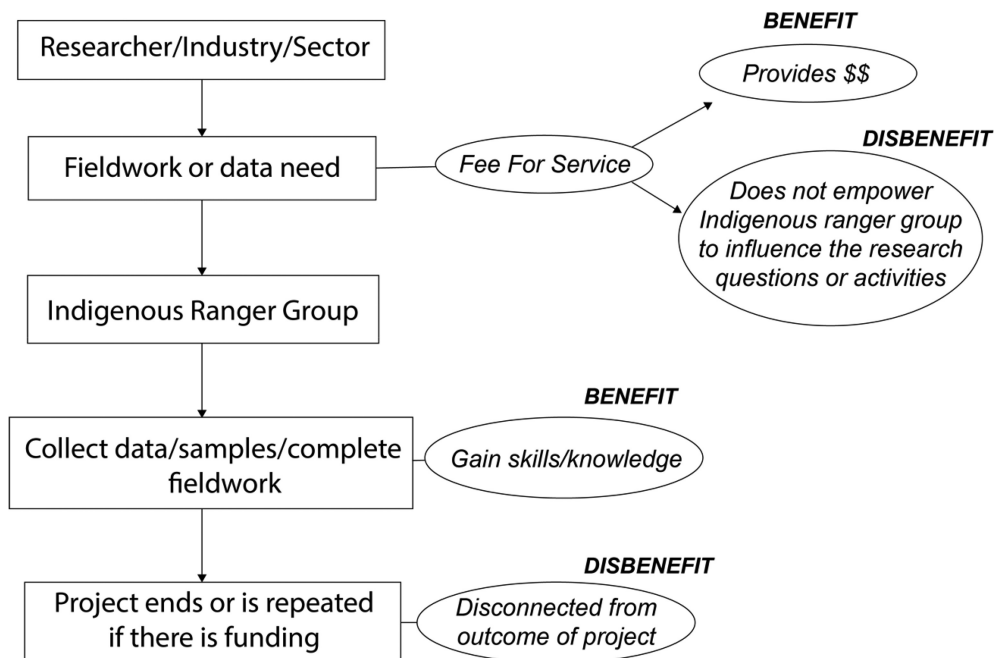 Researcher/Industry/Sector
BENEFIT
Provides $$
Fieldwork or data need
Fee For Service
DISBENEFIT
Does not empower
Indigenous ranger group
to influence the research
questions or activities
Indigenous Ranger Group
Collect data/samples/complete
fieldwork
BENEFIT
Gain skills/knowledge
Project ends or is repeated
if there is funding
DISBENEFIT
Disconnected from
outcome of project